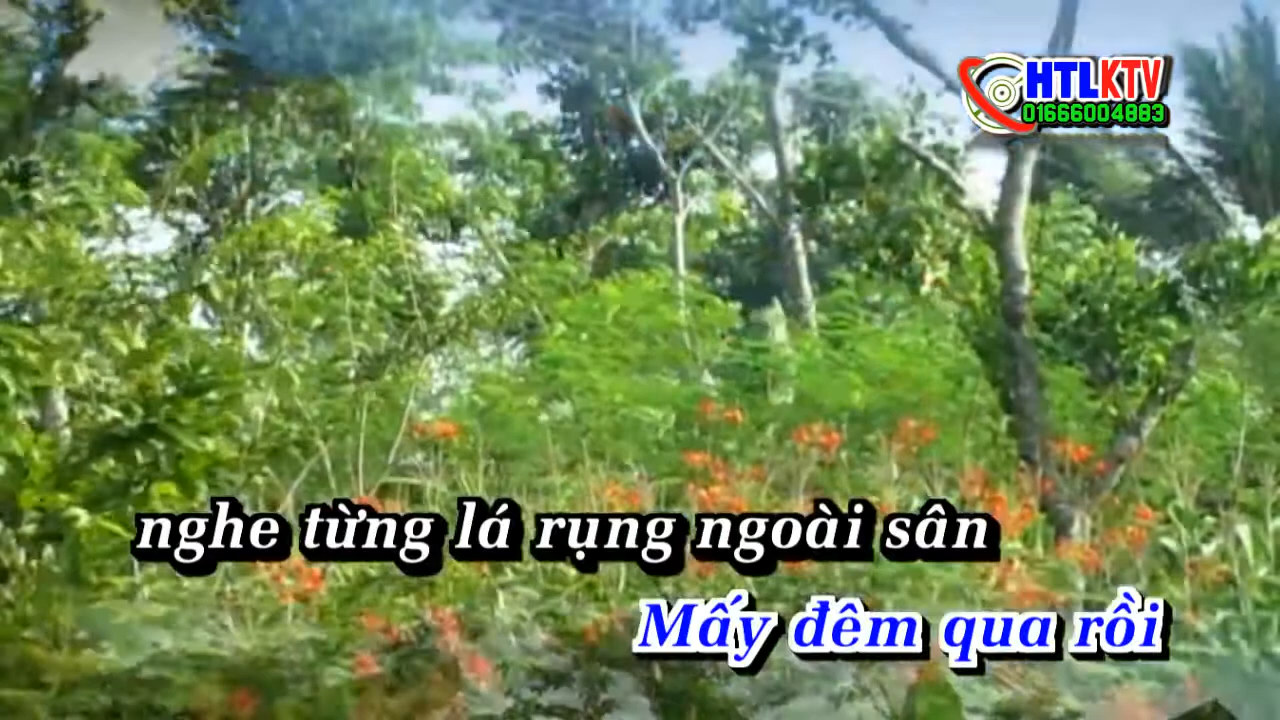 HTLKTV
01666004883
nghe từng lá rụng ngoài sân
Mấy đêm qua rồi